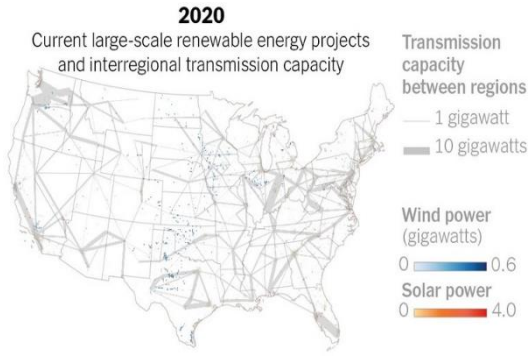 2020
Current large-scale renewable energy projects
and interregional transmission capacity
Transmission
capacity
between regions
1 gigawatt
10 gigawatts
Wind power
(gigawatts)
0 0.6
Solar power
0 4.0